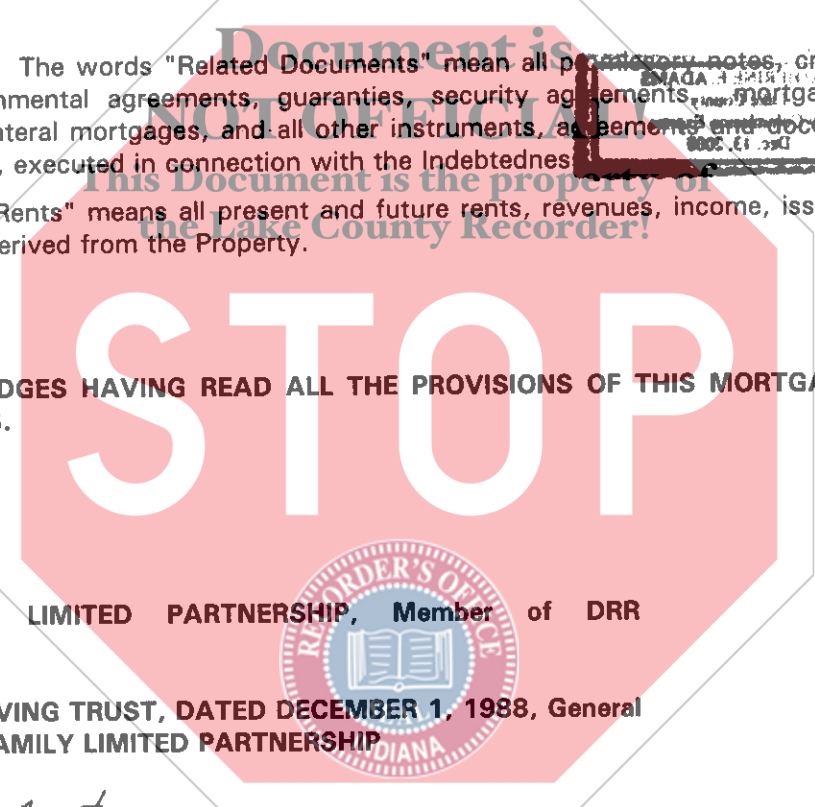 Document is
The words "Related Documents" mean all notes, cr
nmental agreements, guaranties, security agreements, mortga
NOT OFFICIAL!
ateral mortgages, and all other instruments, agreements and doc
, executed in connection with the Indebtednes
This Document is the property of
Rents" means all present and future rents, revenues, income, iss
the Lake County Recorder!
erived from the Property.
STOP
DGES HAVING READ ALL THE PROVISIONS OF THIS MORTGA
RECORDER'S OFFICE
LIMITED PARTNERSHIP, Member of DRR
SEAL
VING TRUST, DATED DECEMBER 1, 1988, General
AMILY LIMITED PARTNERSHIP
INDIANA